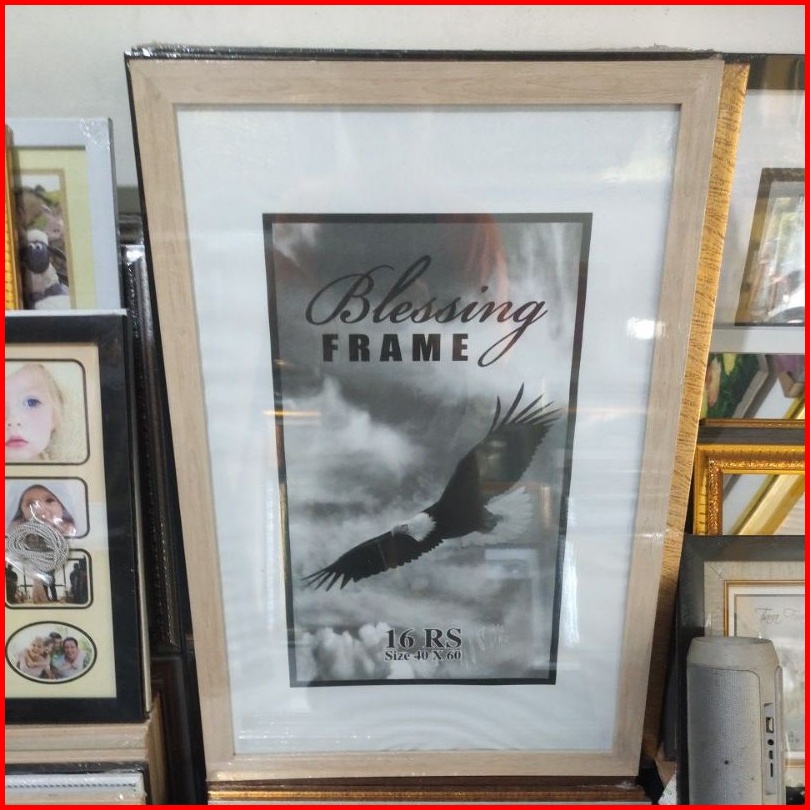 Blessing
FRAME
16 RS
Size 40 X 60